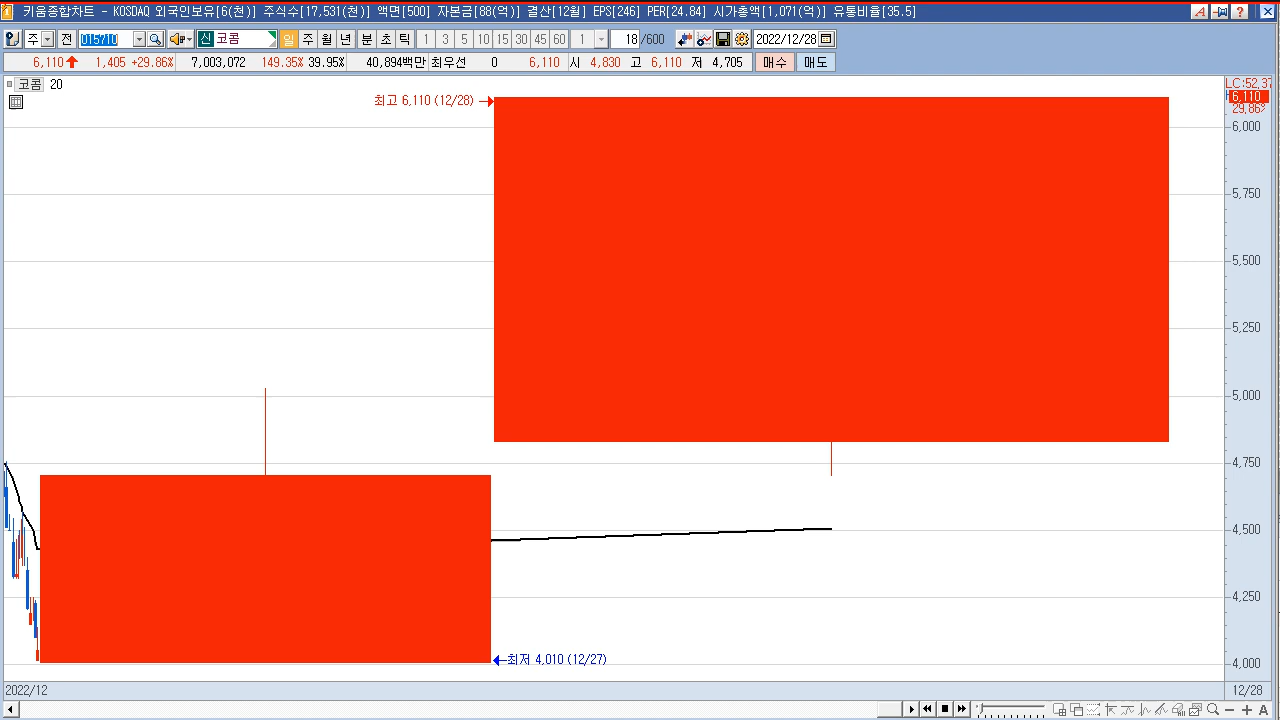 키움종합차트 - KOSDAQ 외국인보유[6(천)] 주식수[17,531(천)] 액면[500] 자본금[88(억)] 결산[12월] EPS[246] PER[24.84] 시가총액[1,071(억)] 유통비율[35.5] A ?
주 전 015710 신 코콤 일 주 월 년 분 초 틱 1 3 5 10 15 30 45 60 1 18 /600 2022/12/28
6,110 1,405 +29.86% 7,003,072 149.35% 39.95% 40,894백만 최우선 0 6,110 시 4,830 고 6,110 저 4,705 매수 매도
코콤 20
LC:52,37
최고 6,110 (12/28)
6,110
29.86%
6,000
5,750
5,500
5,250
5,000
4,750
4,500
4,250
최저 4,010 (12/27)
4,000
2022/12 12/28
A